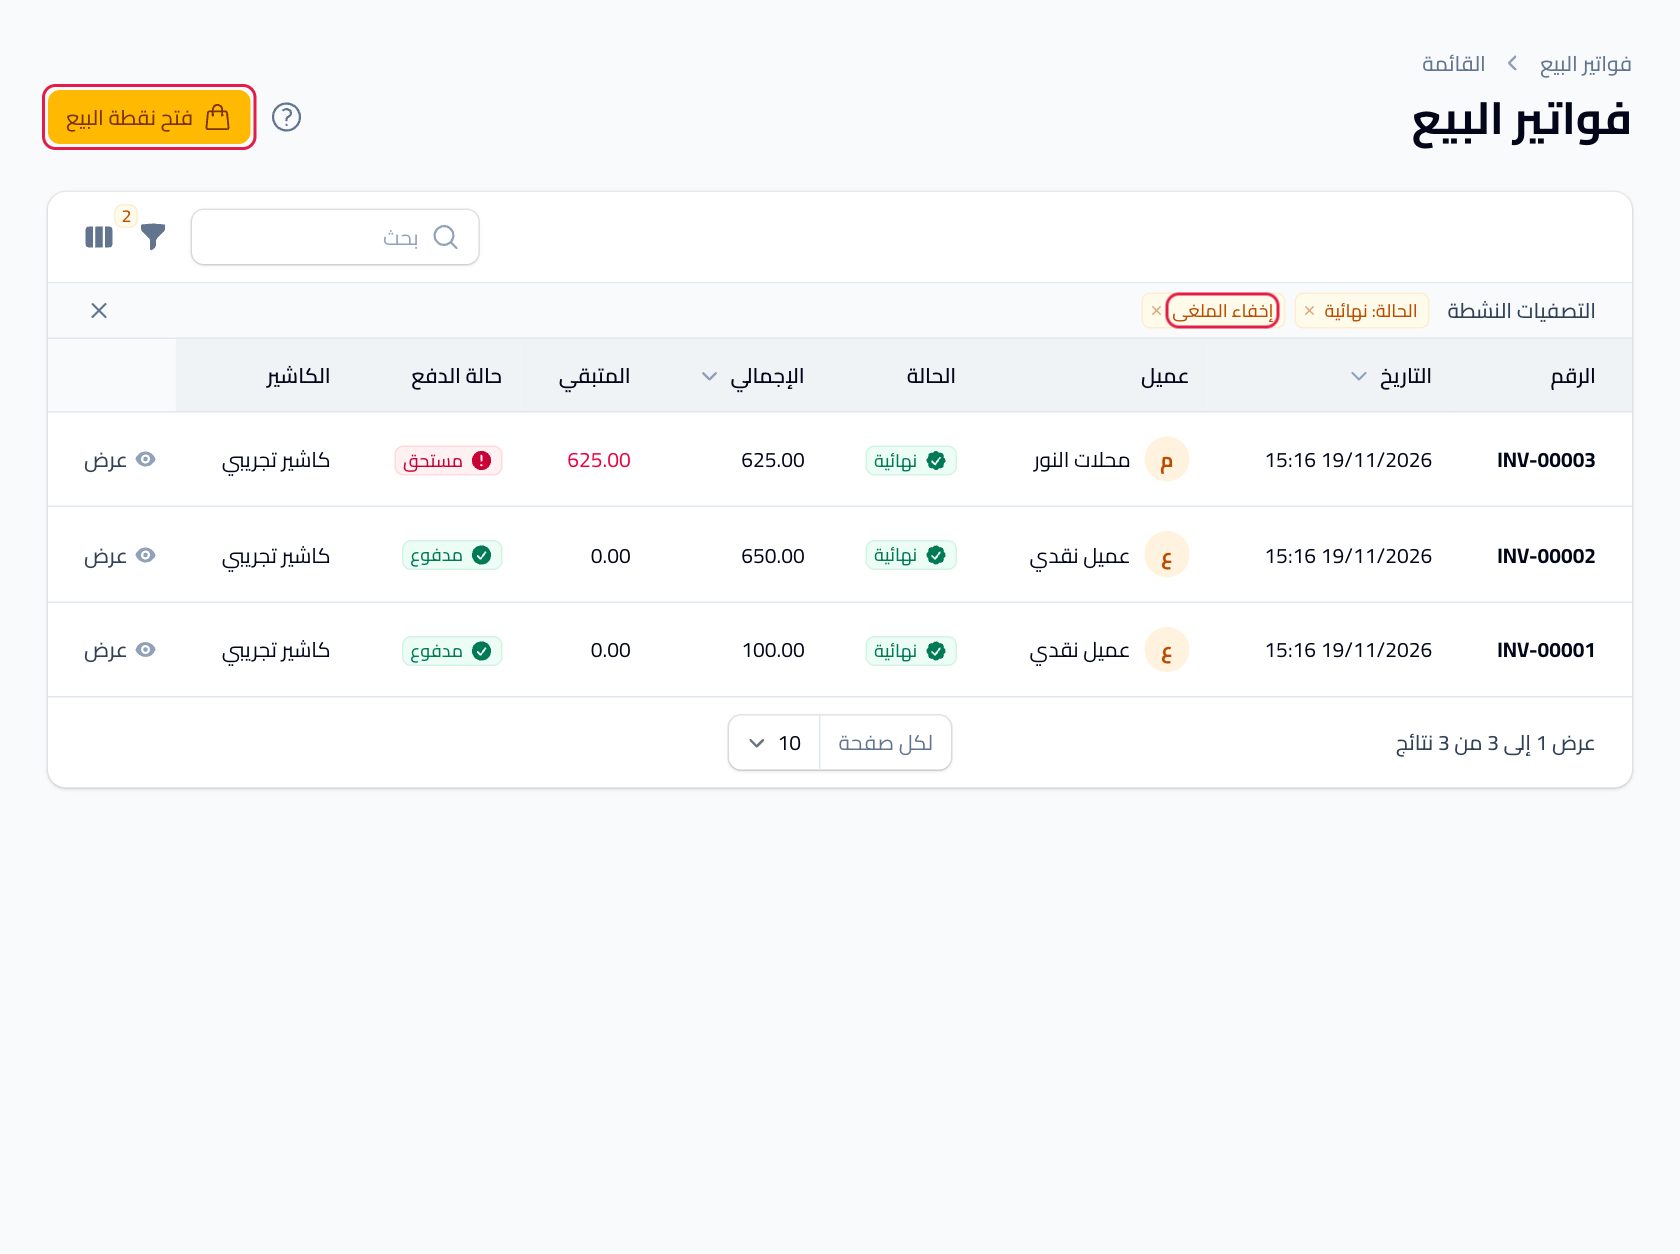 فواتير البيع
القائمة
فواتير البيع
فتح نقطة البيع
بحث
2
التصفيات النشطة
الحالة: نهائية
إخفاء الملغى
الرقم التاريخ عميل الحالة الإجمالي المتبقي حالة الدفع الكاشير
INV-00003 19/11/2026 15:16 م محلات النور نهائية 625.00 625.00 مستحق كاشير تجريبي عرض
INV-00002 19/11/2026 15:16 ع عميل نقدي نهائية 650.00 0.00 مدفوع كاشير تجريبي عرض
INV-00001 19/11/2026 15:16 ع عميل نقدي نهائية 100.00 0.00 مدفوع كاشير تجريبي عرض
عرض 1 إلى 3 من 3 نتائج
لكل صفحة 10